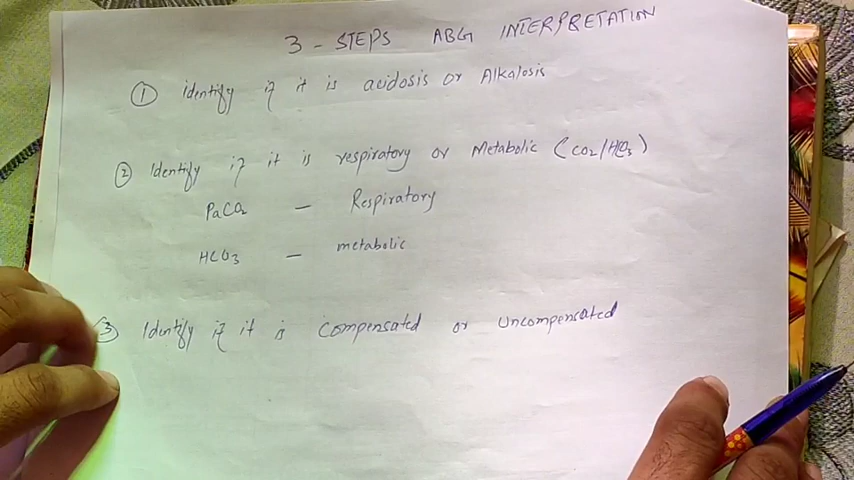 3 - STEPS ABG INTERPRETATION
① identify if it is acidosis or Alkalosis
② Identify if it is respiratory or Metabolic (CO2/HCO3)
PaCO2 - Respiratory
HCO3 - metabolic
③ Identify if it is Compensated or Uncompensated